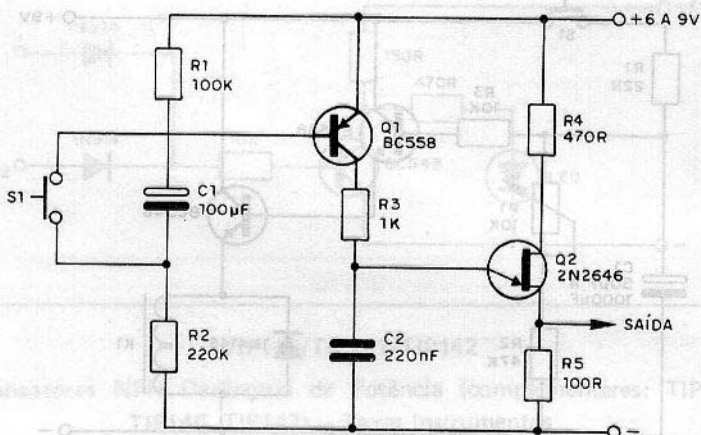 +6 A 9V
R1
100K
Q1
BC558
R4
470R
S1
C1
100µF
R3
1K
Q2
2N2646
R2
220K
C2
220nF
SAÍDA
R5
100R